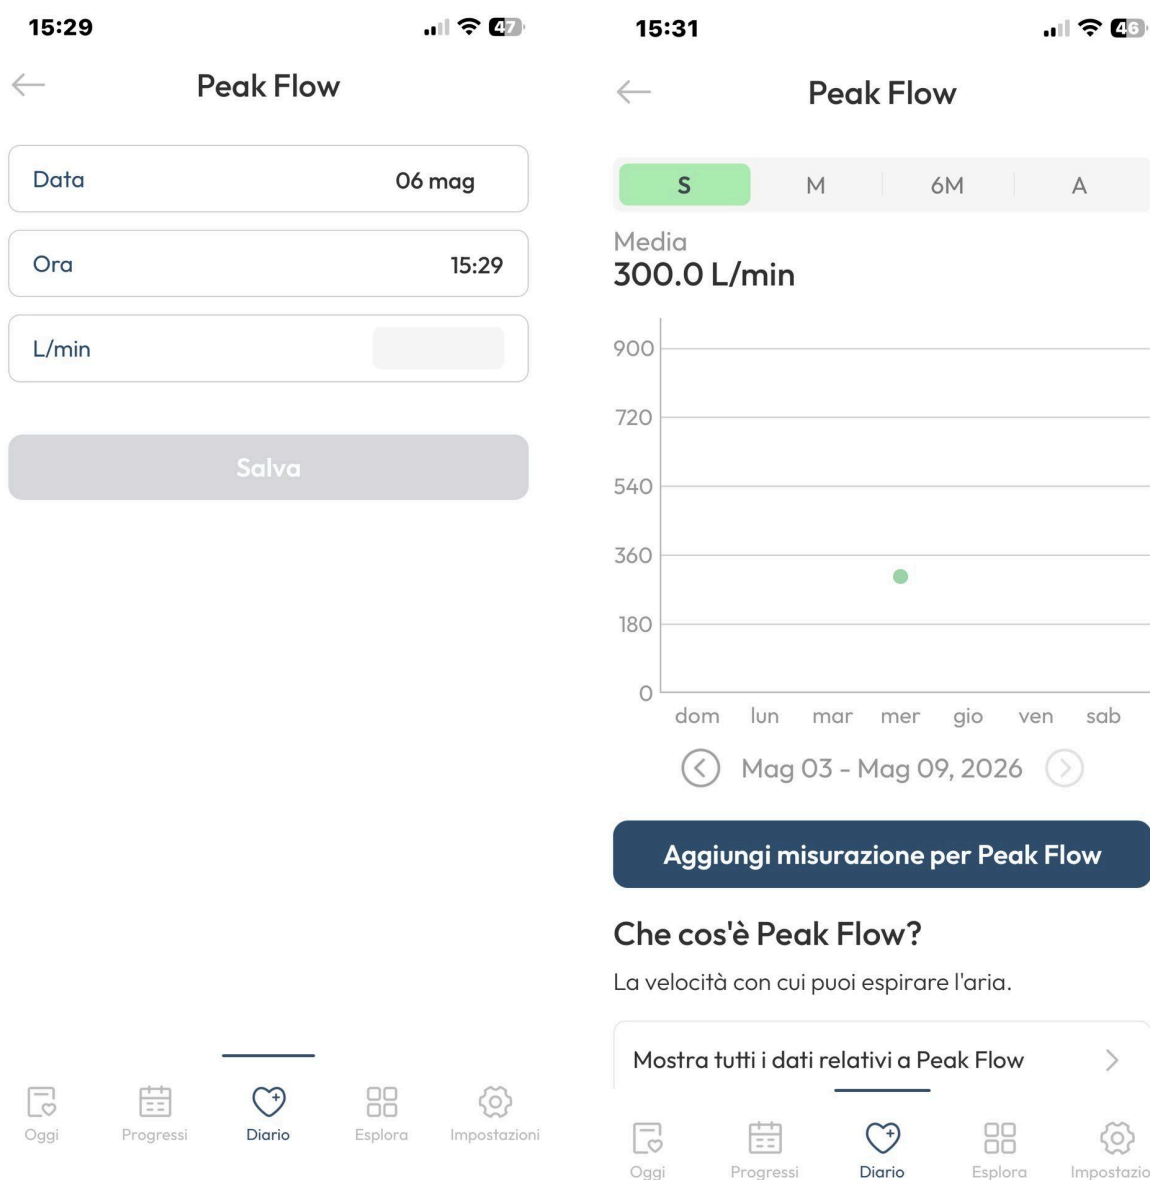 15:29
47
Peak Flow
Data 06 mag
Ora 15:29
L/min
Salva
Oggi Progressi Diario Esplora Impostazioni
15:31
46
Peak Flow
S M 6M A
Media
300.0 L/min
900
720
540
360
180
0
dom lun mar mer gio ven sab
Mag 03 - Mag 09, 2026
Aggiungi misurazione per Peak Flow
Che cos'è Peak Flow?
La velocità con cui puoi espirare l'aria.
Mostra tutti i dati relativi a Peak Flow
Oggi Progressi Diario Esplora Impostazio